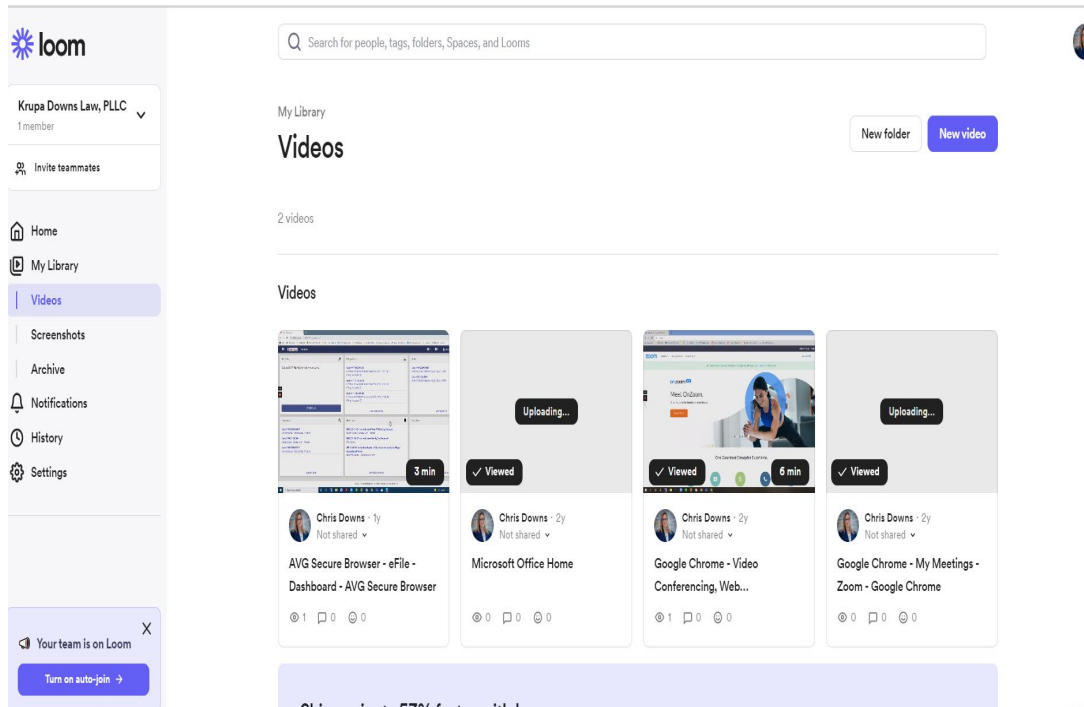 loom
Search for people, tags, folders, Spaces, and Looms
Krupa Downs Law, PLLC
1 member
Invite teammates
Home
My Library
Videos
Screenshots
Archive
Notifications
History
Settings
Your team is on Loom
X
Turn on auto-join →
My Library
Videos
New folder
New video
2 videos
Videos
3 min
Chris Downs · 1y
Not shared
AVG Secure Browser - eFile -
Dashboard - AVG Secure Browser
1 0 0
Uploading...
✓ Viewed
Chris Downs · 2y
Not shared
Microsoft Office Home
0 0 0
zoom
Meet OnZoom.
✓ Viewed
6 min
Chris Downs · 2y
Not shared
Google Chrome - Video
Conferencing, Web...
1 0 0
Uploading...
✓ Viewed
Chris Downs · 2y
Not shared
Google Chrome - My Meetings -
Zoom - Google Chrome
0 0 0